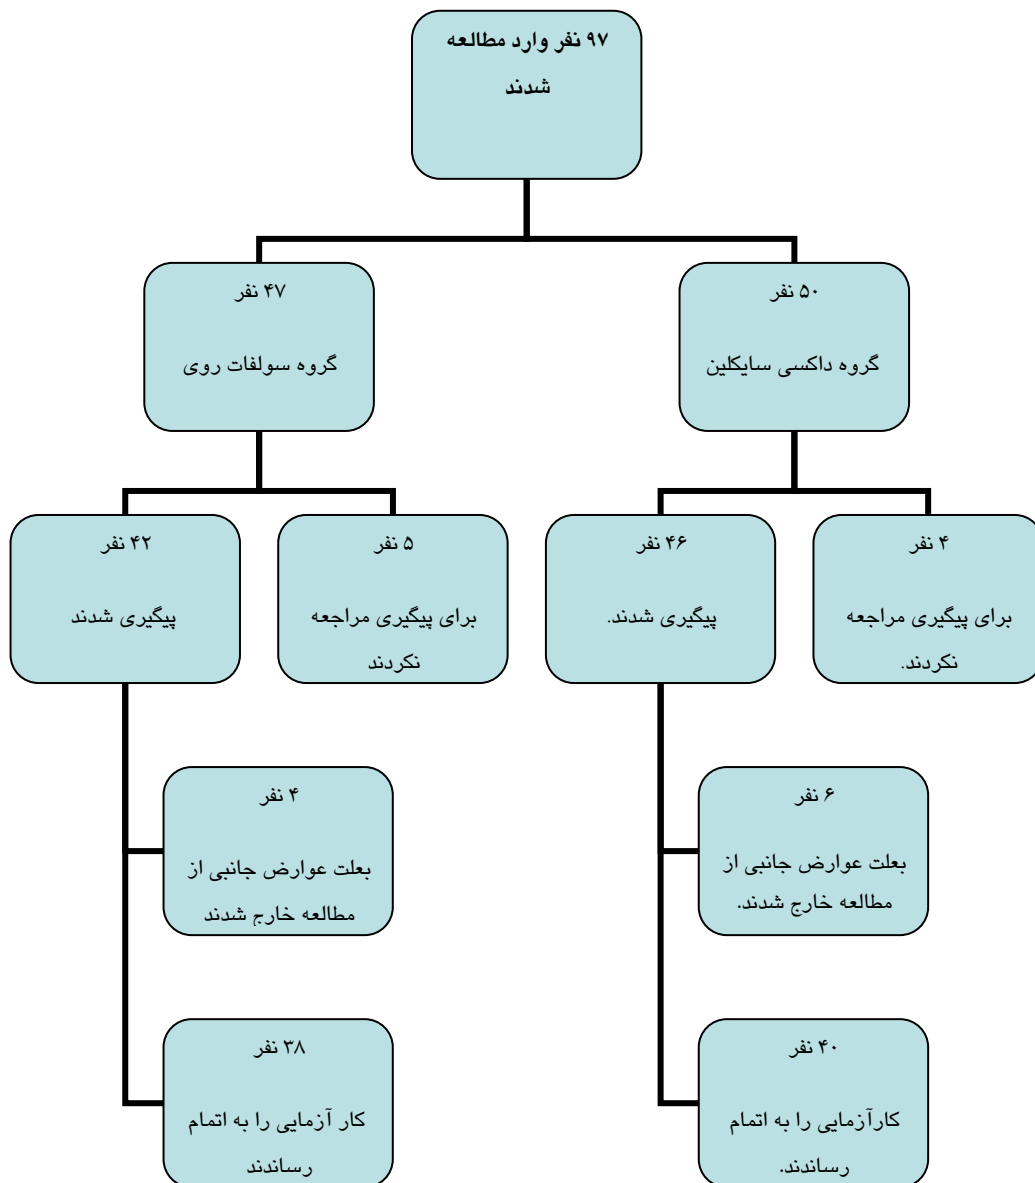 ۹۷ نفر وارد مطالعه
شدند
۵۰ نفر
گروه داکسی سایکلین
۴۷ نفر
گروه سولفات روی
۴ نفر
برای پیگیری مراجعه
نکردند.
۴۶ نفر
پیگیری شدند.
۵ نفر
برای پیگیری مراجعه
نکردند
۴۲ نفر
پیگیری شدند
۶ نفر
بعلت عوارض جانبی از
مطالعه خارج شدند.
۴ نفر
بعلت عوارض جانبی از
مطالعه خارج شدند
۴۰ نفر
کارآزمایی را به اتمام
رساندند.
۳۸ نفر
کار آزمایی را به اتمام
رساندند